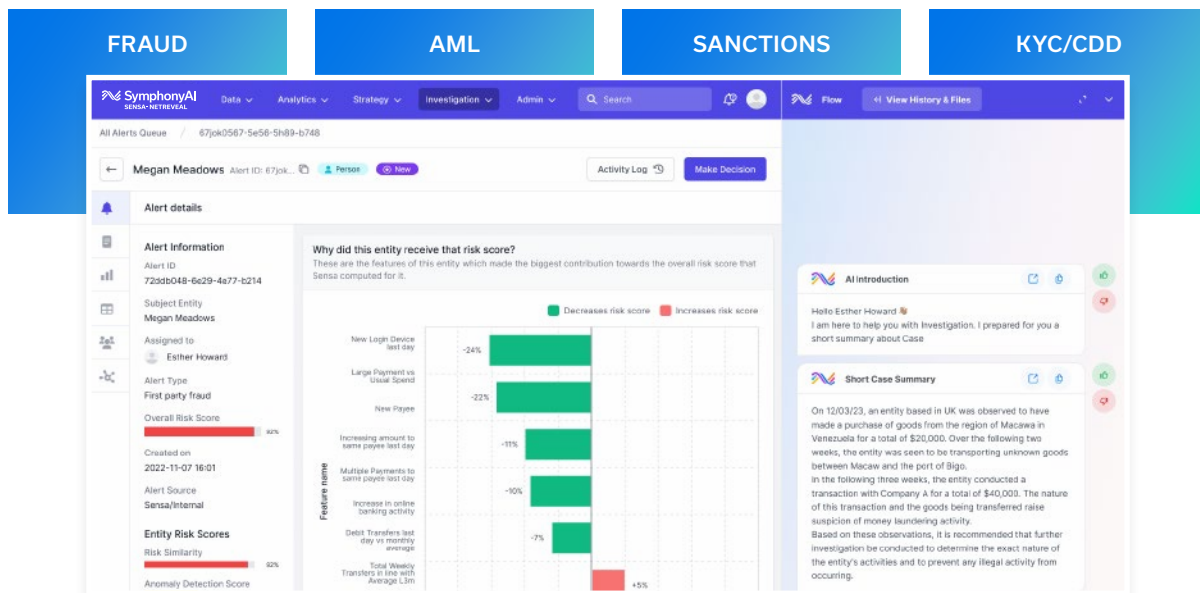 FRAUD
AML
SANCTIONS
KYC/CDD
SymphonyAI
SENSA-NETREVEAL
Data
Analytics
Strategy
Investigation
Admin
Search
Flow
View History & Files
All Alerts Queue / 67jok0567-5e56-5h89-b748
Megan Meadows Alert ID: 67jok...
Person
New
Activity Log
Make Decision
Alert details
Alert Information
Alert ID
72ddb048-6e29-4e77-b214
Subject Entity
Megan Meadows
Assigned to
Esther Howard
Alert Type
First party fraud
Overall Risk Score
92%
Created on
2022-11-07 16:01
Alert Source
Sensa/Internal
Entity Risk Scores
Risk Similarity
92%
Anomaly Detection Score
Why did this entity receive that risk score?
These are the features of this entity which made the biggest contribution towards the overall risk score that
Sensa computed for it.
Decreases risk score
Increases risk score
Feature name
New Login Device
last day
-24%
Large Payment vs
Usual Spend
-22%
New Payee
Increasing amount to
same payee last day
-11%
Multiple Payments to
same payee last day
-10%
Increase in online
banking activity
Debit Transfers last
day vs monthly
average
-7%
Total Weekly
Transfers in line with
Average L3m
+5%
AI Introduction
Hello Esther Howard 👋🏼
I am here to help you with Investigation. I prepared for you a
short summary about Case
Short Case Summary
On 12/03/23, an entity based in UK was observed to have
made a purchase of goods from the region of Macawa in
Venezuela for a total of $20,000. Over the following two
weeks, the entity was seen to be transporting unknown goods
between Macaw and the port of Bigo.
In the following three weeks, the entity conducted a
transaction with Company A for a total of $40,000. The nature
of this transaction and the goods being transferred raise
suspicion of money laundering activity.
Based on these observations, it is recommended that further
investigation be conducted to determine the exact nature of
the entity's activities and to prevent any illegal activity from
occurring.